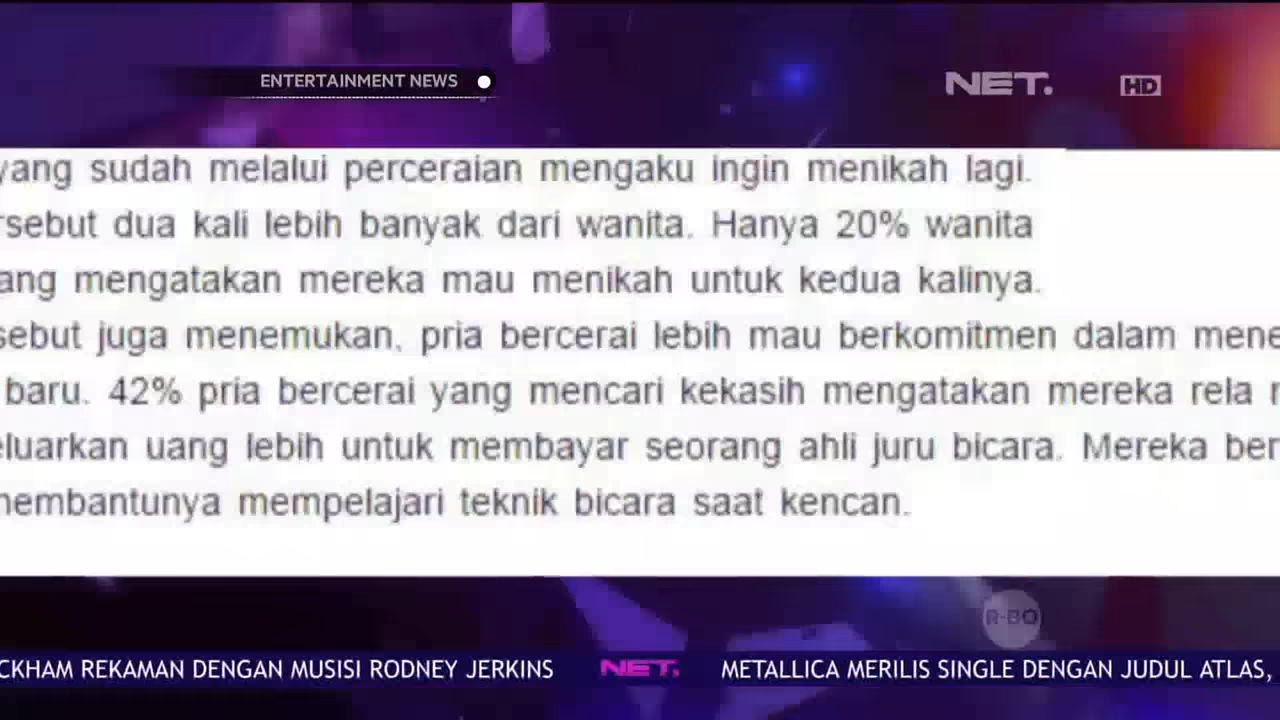 ENTERTAINMENT NEWS
NET.
HD
yang sudah melalui perceraian mengaku ingin menikah lagi.
rsebut dua kali lebih banyak dari wanita. Hanya 20% wanita
ang mengatakan mereka mau menikah untuk kedua kalinya.
sebut juga menemukan, pria bercerai lebih mau berkomitmen dalam mene
baru. 42% pria bercerai yang mencari kekasih mengatakan mereka rela
eluarkan uang lebih untuk membayar seorang ahli juru bicara. Mereka ber
nembantunya mempelajari teknik bicara saat kencan.
R-BO
CKHAM REKAMAN DENGAN MUSISI RODNEY JERKINS NET. METALLICA MERILIS SINGLE DENGAN JUDUL ATLAS,